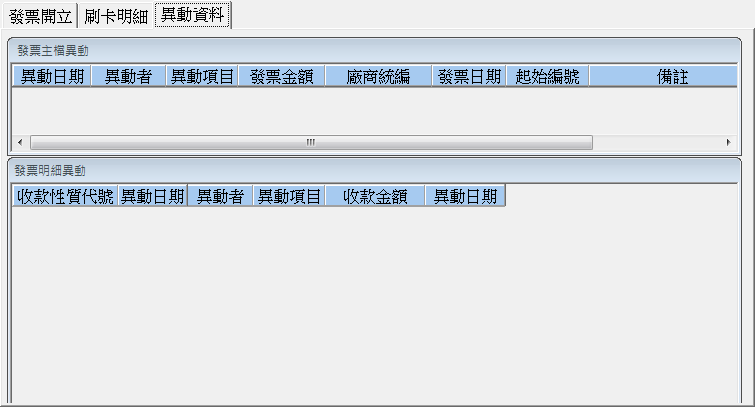 發票開立 刷卡明細 異動資料
發票主檔異動
異動日期 異動者 異動項目 發票金額 廠商統編 發票日期 起始編號 備註
發票明細異動
收款性質代號 異動日期 異動者 異動項目 收款金額 異動日期